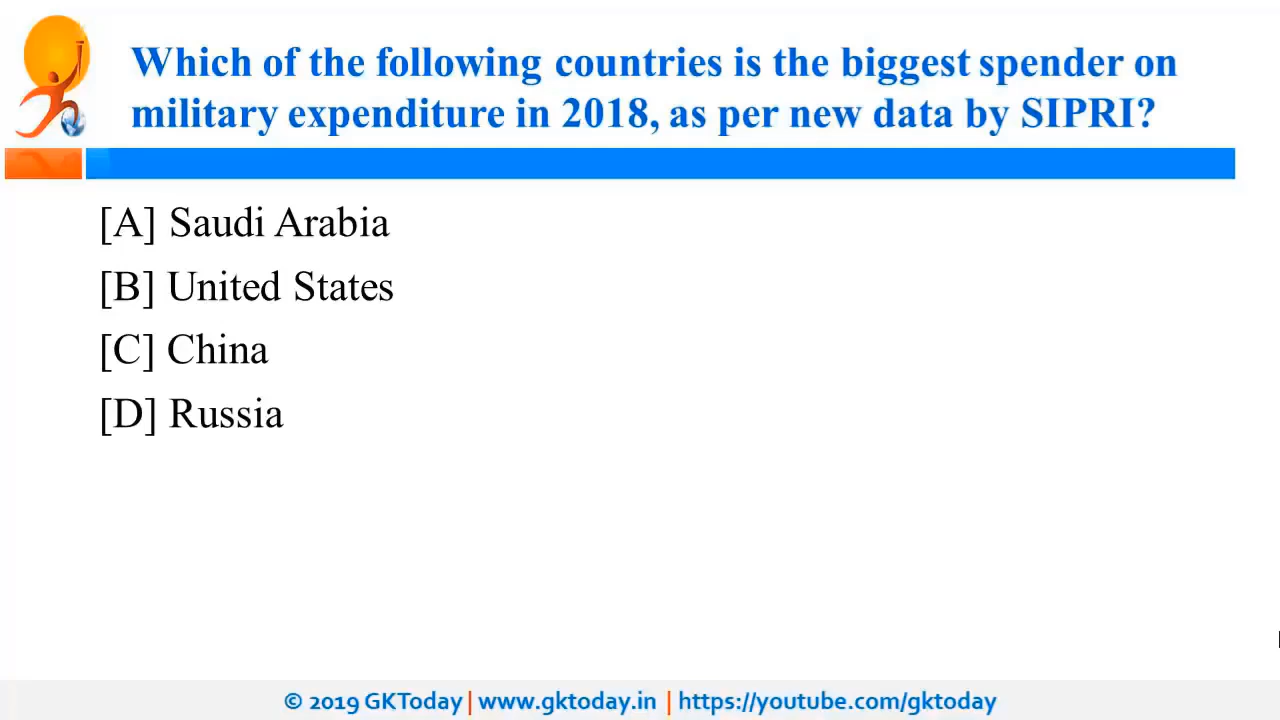 Which of the following countries is the biggest spender on
military expenditure in 2018, as per new data by SIPRI?
[A] Saudi Arabia
[B] United States
[C] China
[D] Russia
© 2019 GKToday | www.gktoday.in | https://youtube.com/gktoday